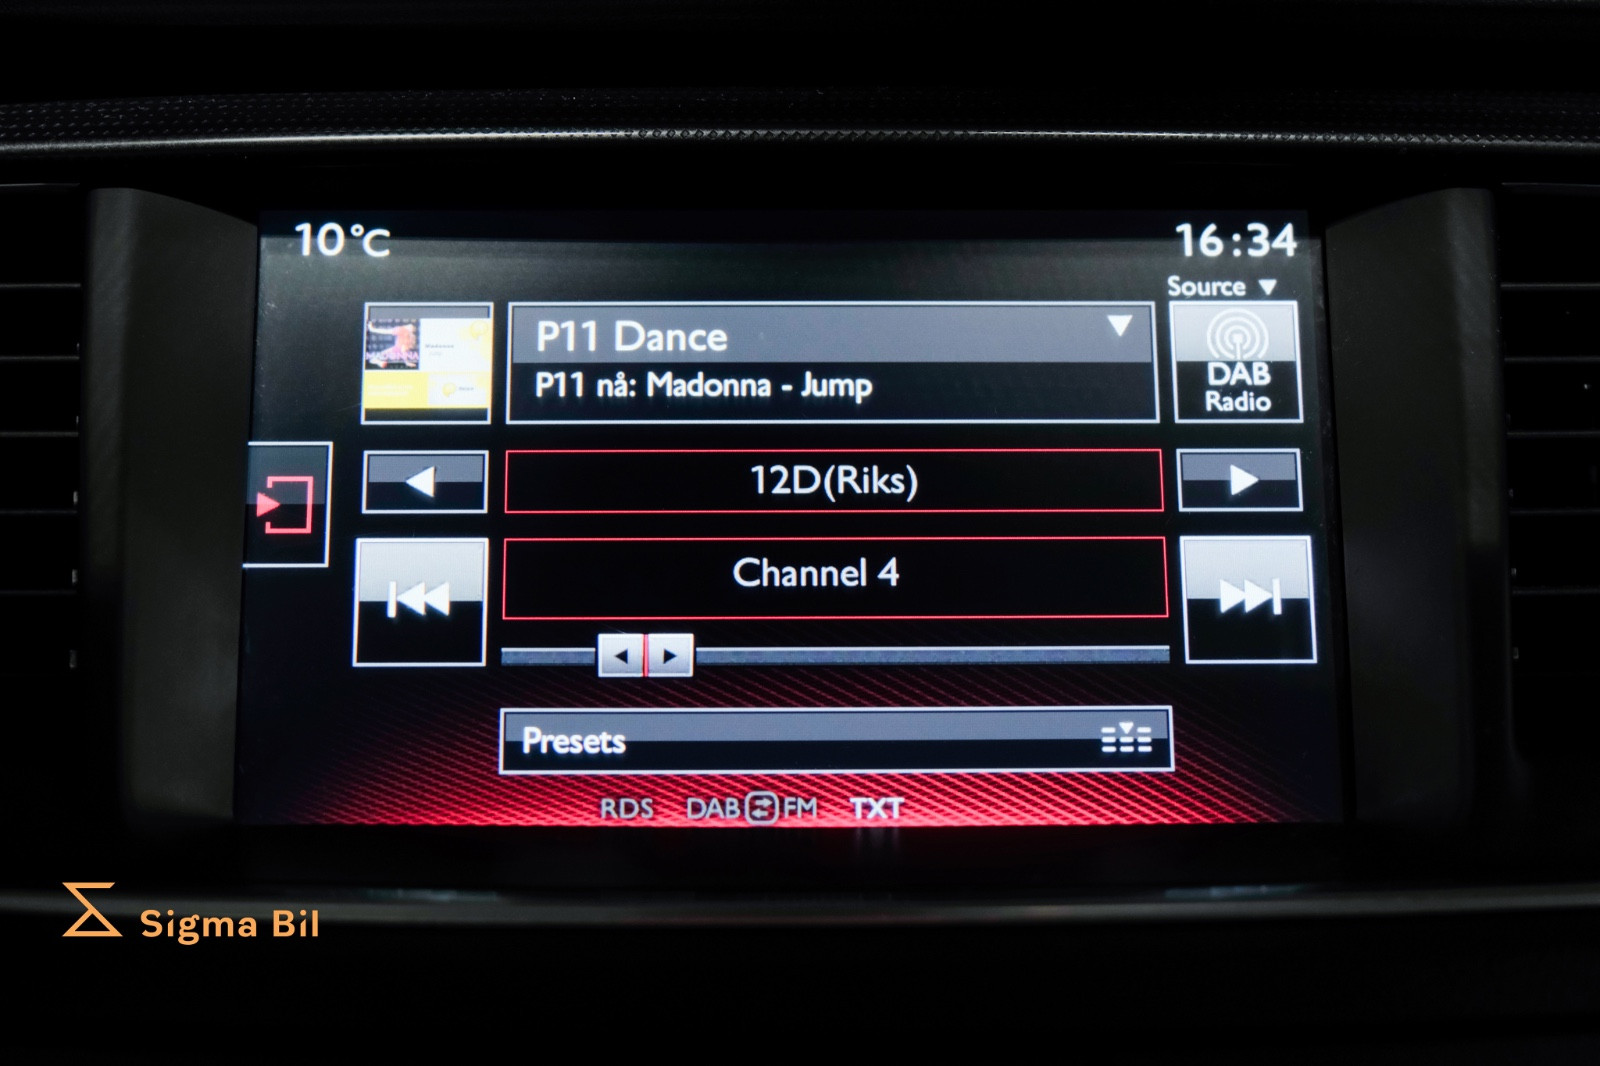 10°C
16:34
Source
P11 Dance
P11 nå: Madonna - Jump
MADONNA
DAB
Radio
12D(Riks)
Channel 4
Presets
RDS DAB FM TXT
Sigma Bil